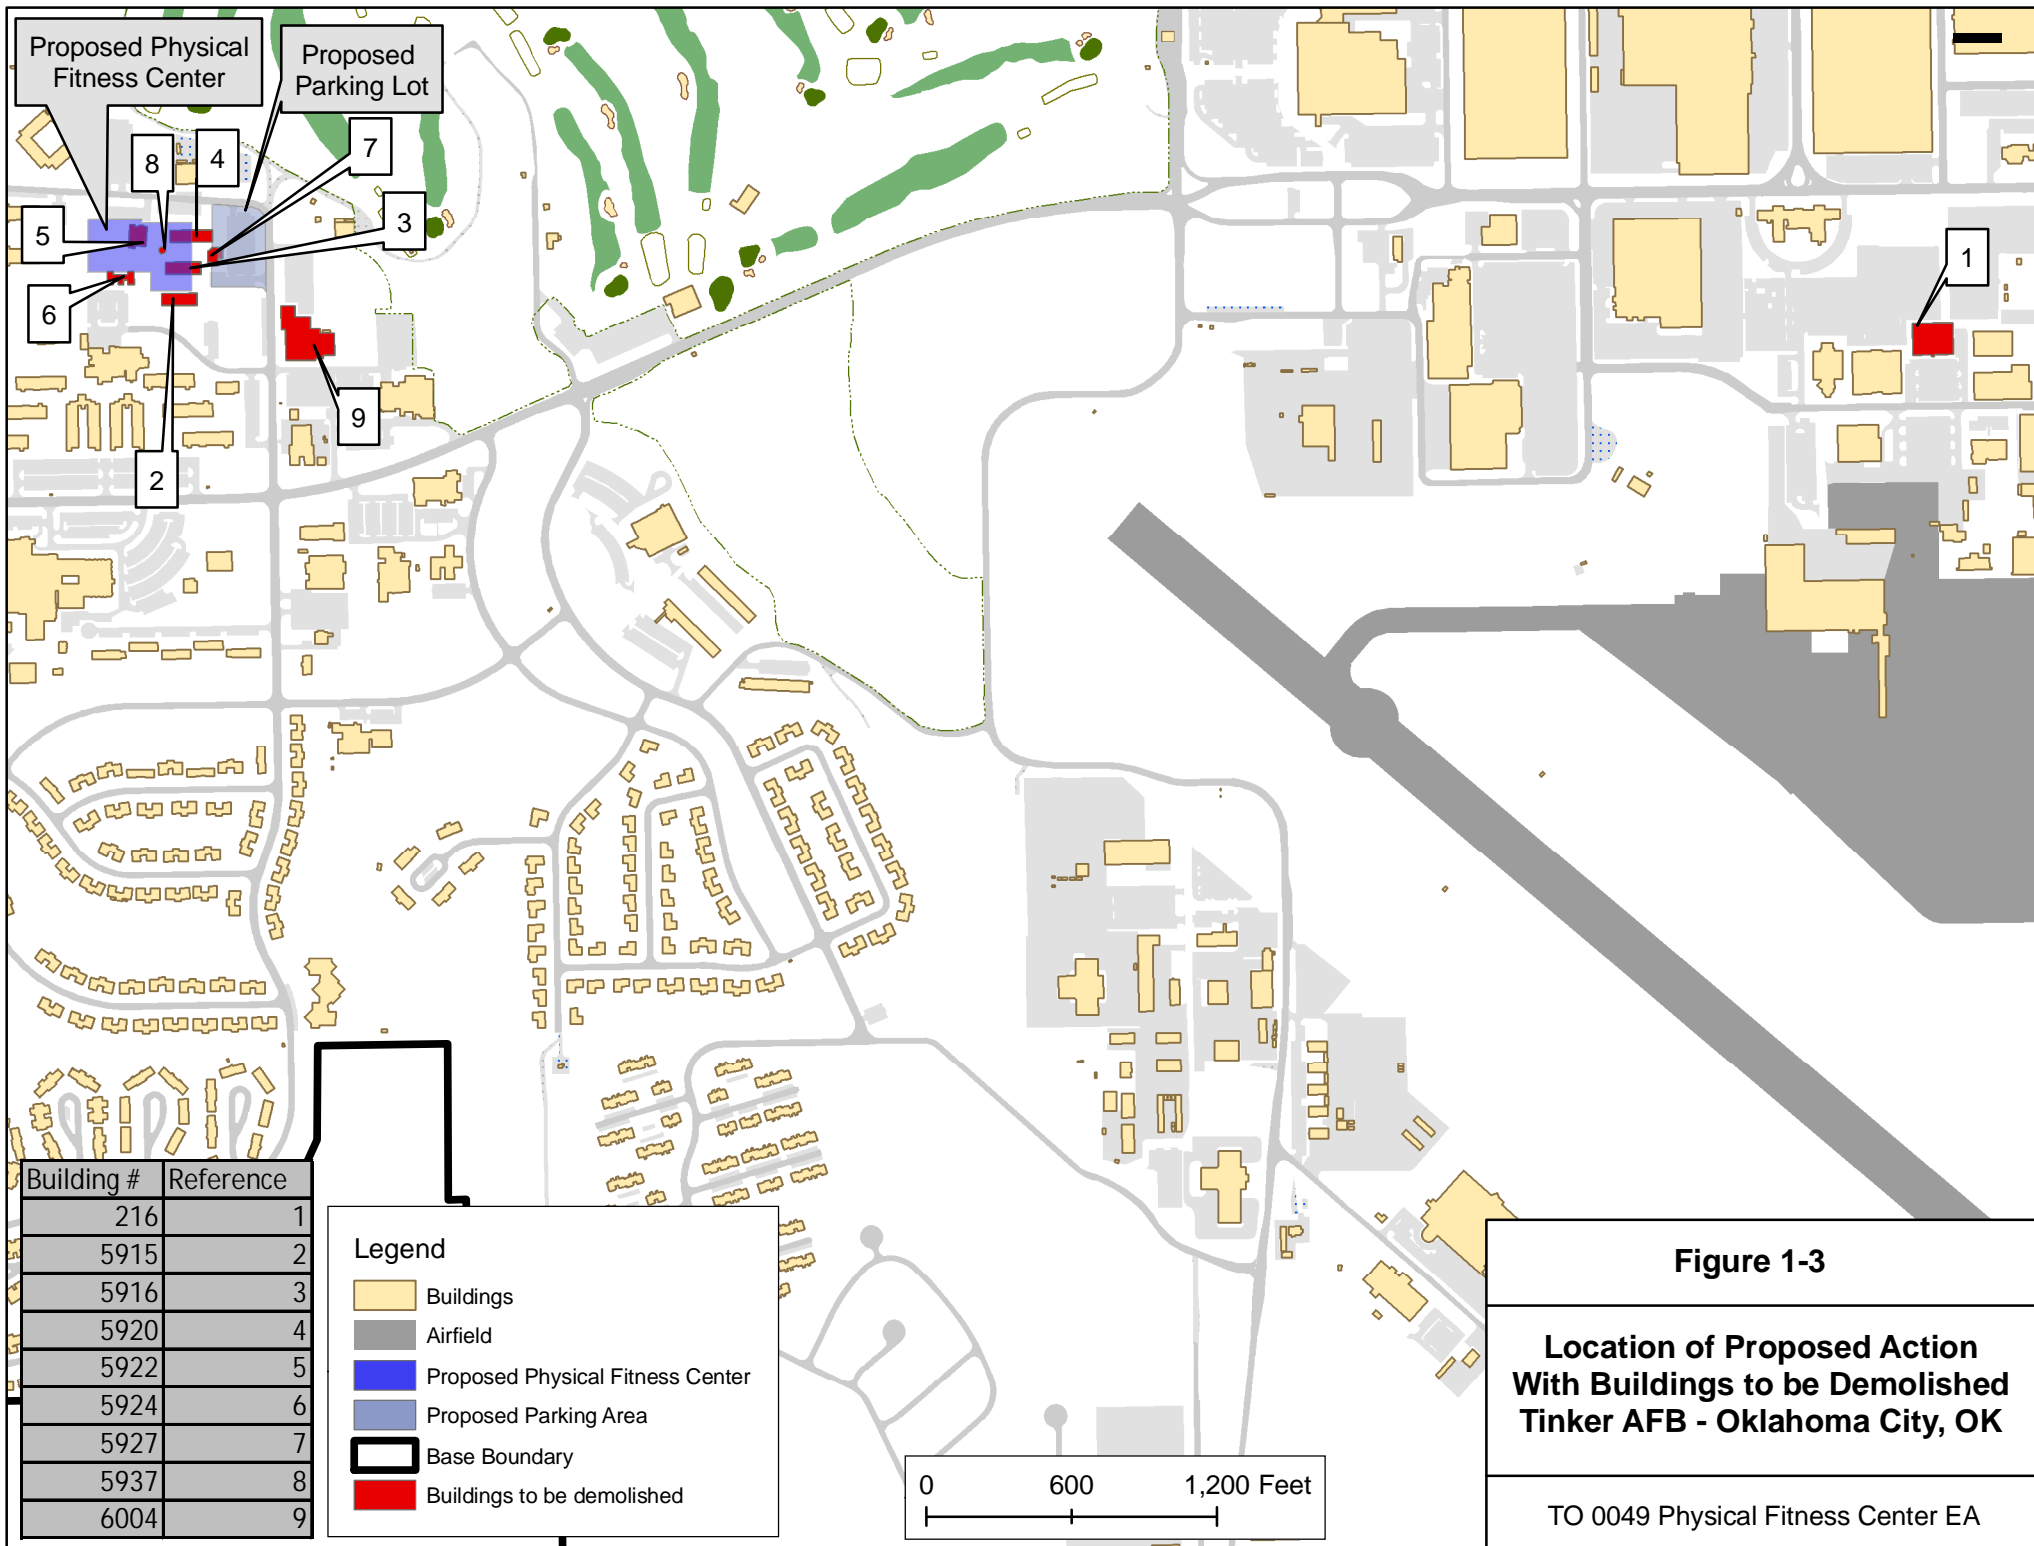 Proposed Physical
Fitness Center
Proposed
Parking Lot
7
8
4
3
5
1
6
9
2
Building # Reference
216 1
5915 2
5916 3
5920 4
5922 5
5924 6
5927 7
5937 8
6004 9
Legend
Buildings
Airfield
Proposed Physical Fitness Center
Proposed Parking Area
Base Boundary
Buildings to be demolished
0 600 1,200 Feet
Figure 1-3
Location of Proposed Action
With Buildings to be Demolished
Tinker AFB - Oklahoma City, OK
TO 0049 Physical Fitness Center EA